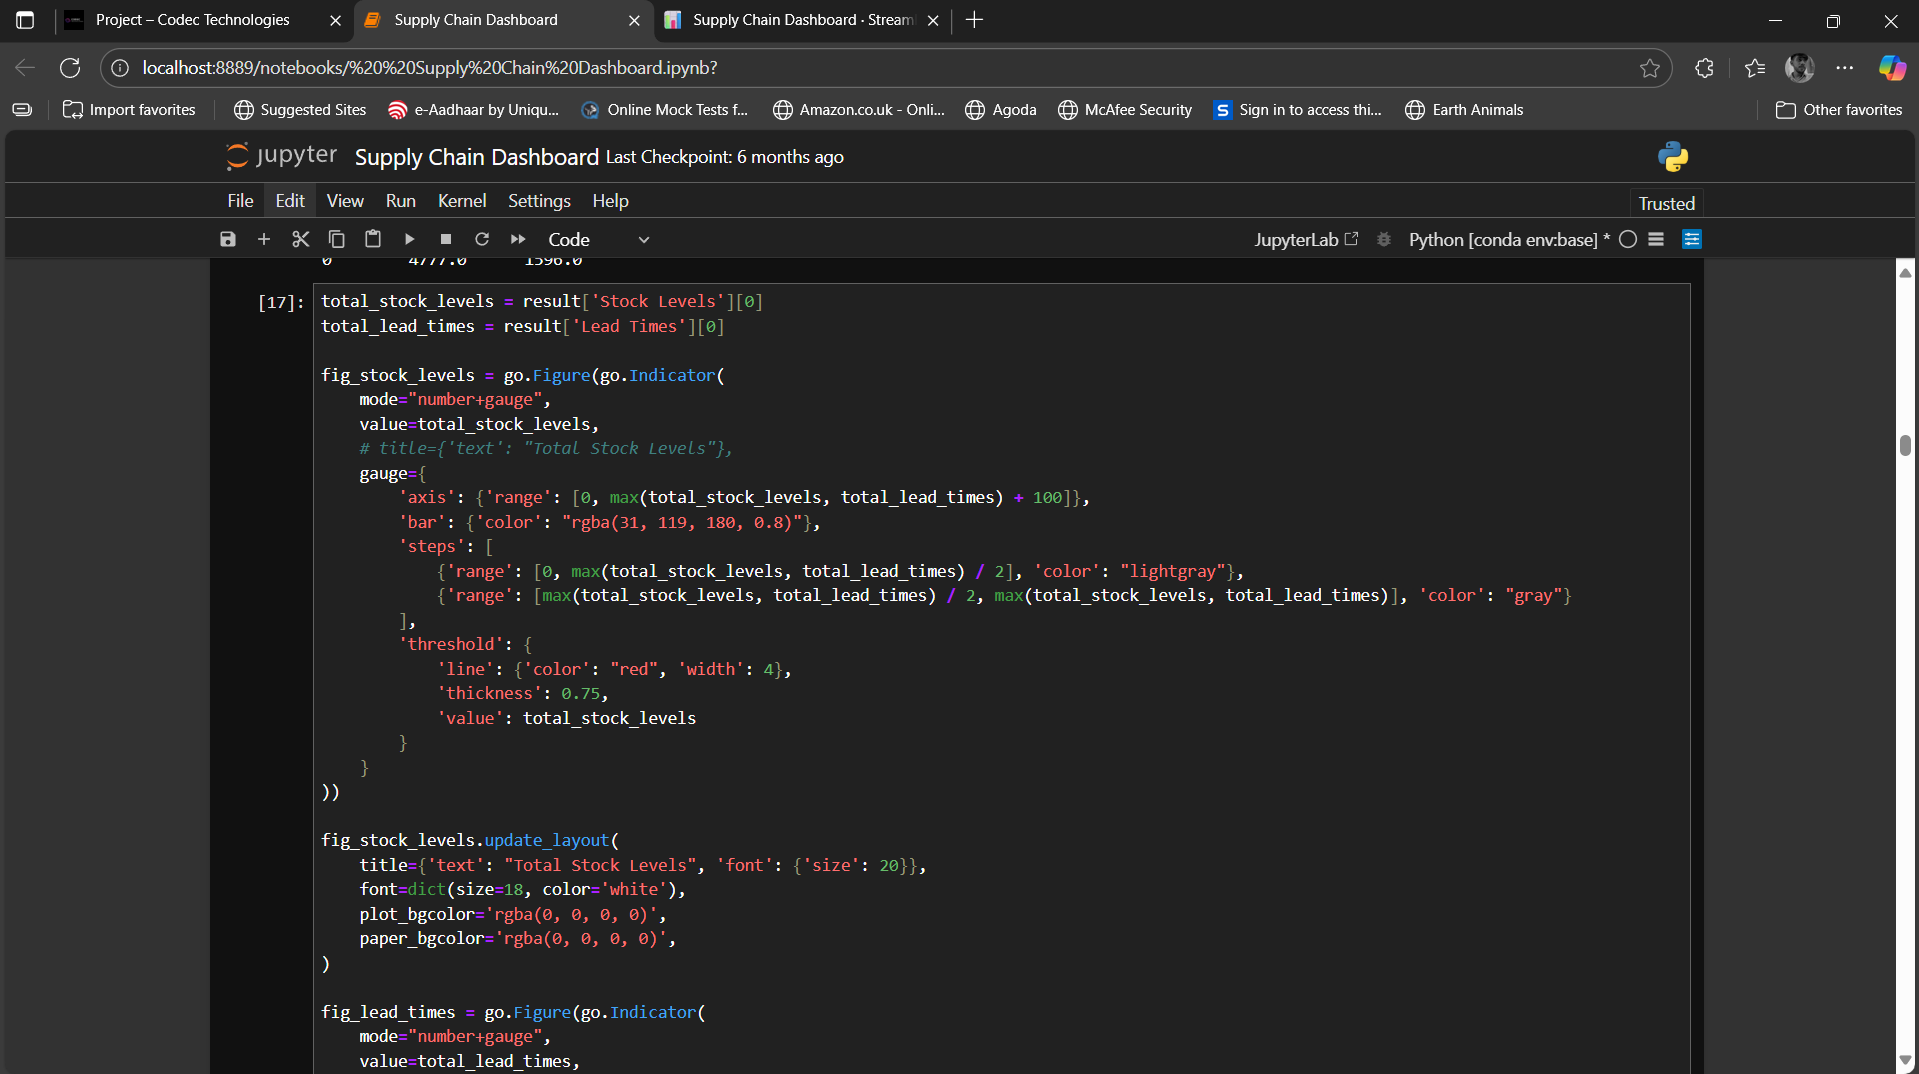 Project – Codec Technologies
Supply Chain Dashboard
Supply Chain Dashboard · Stream
localhost:8889/notebooks/%20%20Supply%20Chain%20Dashboard.ipynb?
Import favorites
Suggested Sites
e-Aadhaar by Uniqu...
Online Mock Tests f...
Amazon.co.uk - Onli...
Agoda
McAfee Security
S Sign in to access thi...
Earth Animals
Other favorites
jupyter Supply Chain Dashboard Last Checkpoint: 6 months ago
File Edit View Run Kernel Settings Help
Trusted
Code
JupyterLab
Python [conda env:base] *
0 4777.0 1596.0
[17]: total_stock_levels = result['Stock Levels'][0]
total_lead_times = result['Lead Times'][0]
fig_stock_levels = go.Figure(go.Indicator(
mode="number+gauge",
value=total_stock_levels,
# title={'text': "Total Stock Levels"},
gauge={
'axis': {'range': [0, max(total_stock_levels, total_lead_times) + 100]},
'bar': {'color': "rgba(31, 119, 180, 0.8)"},
'steps': [
{'range': [0, max(total_stock_levels, total_lead_times) / 2], 'color': "lightgray"},
{'range': [max(total_stock_levels, total_lead_times) / 2, max(total_stock_levels, total_lead_times)], 'color': "gray"}
],
'threshold': {
'line': {'color': "red", 'width': 4},
'thickness': 0.75,
'value': total_stock_levels
}
}
))
fig_stock_levels.update_layout(
title={'text': "Total Stock Levels", 'font': {'size': 20}},
font=dict(size=18, color='white'),
plot_bgcolor='rgba(0, 0, 0, 0)',
paper_bgcolor='rgba(0, 0, 0, 0)',
)
fig_lead_times = go.Figure(go.Indicator(
mode="number+gauge",
value=total_lead_times,